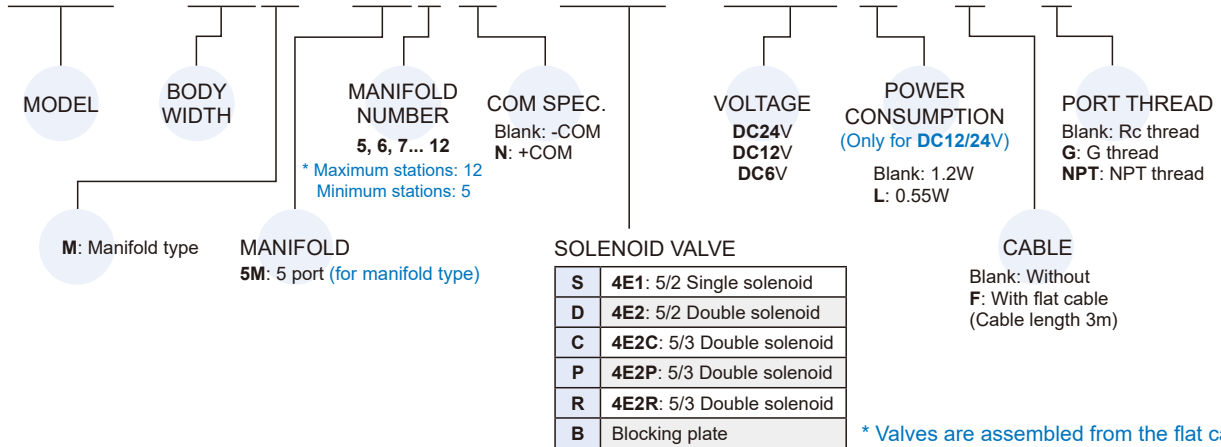 MODEL
BODY
WIDTH
MANIFOLD
NUMBER
5, 6, 7... 12
* Maximum stations: 12
Minimum stations: 5
COM SPEC.
Blank: -COM
N: +COM
VOLTAGE
DC24V
DC12V
DC6V
POWER
CONSUMPTION
(Only for DC12/24V)
Blank: 1.2W
L: 0.55W
PORT THREAD
Blank: Rc thread
G: G thread
NPT: NPT thread
M: Manifold type
MANIFOLD
5M: 5 port (for manifold type)
SOLENOID VALVE
S 4E1: 5/2 Single solenoid
D 4E2: 5/2 Double solenoid
C 4E2C: 5/3 Double solenoid
P 4E2P: 5/3 Double solenoid
R 4E2R: 5/3 Double solenoid
B Blocking plate
CABLE
Blank: Without
F: With flat cable
(Cable length 3m)
* Valves are assembled from the flat